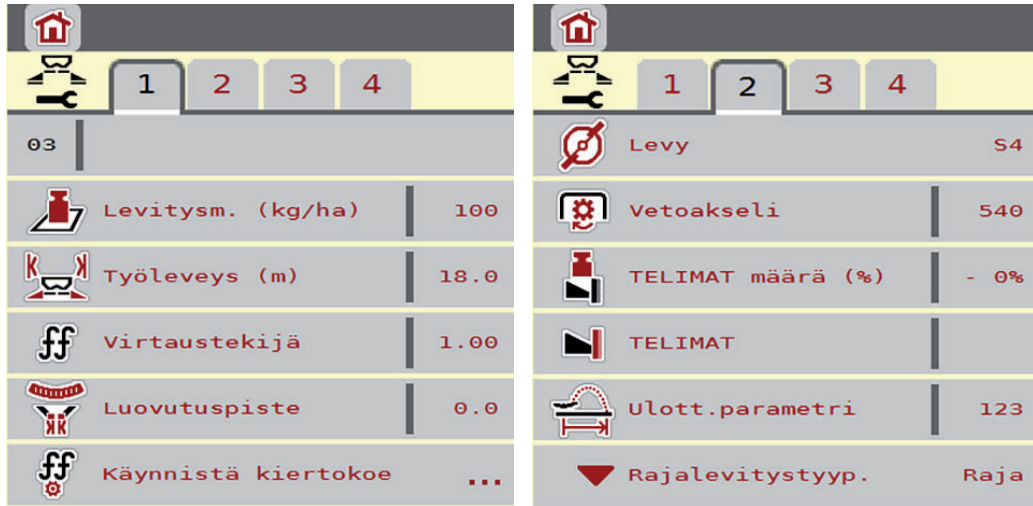 1 2 3 4
03
Levitysm. (kg/ha) 100
Työleveys (m) 18.0
Virtaustekijä 1.00
Luovutuspiste 0.0
Käynnistä kiertokoe ...
1 2 3 4
Levy S4
Vetoakseli 540
TELIMAT määrä (%) - 0%
TELIMAT
Ulott.parametri 123
Rajalevitystyyp. Raja